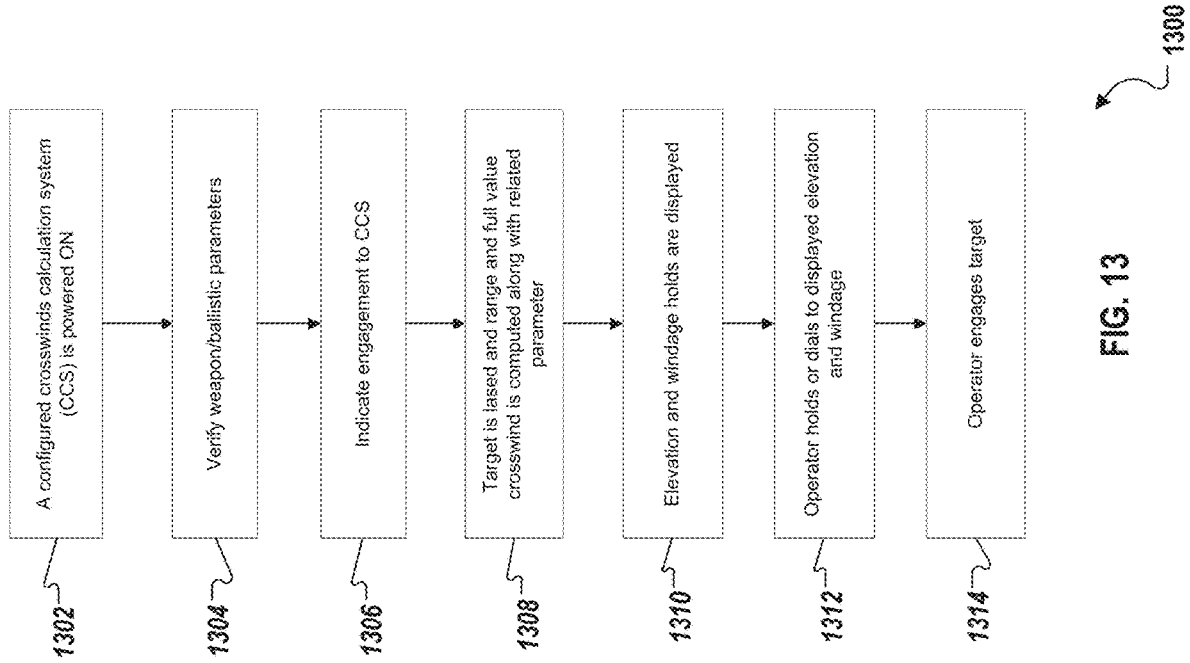 1302
A configured crosswinds calculation system
(CCS) is powered ON
1304
Verify weapon/ballistic parameters
1306
Indicate engagement to CCS
1308
Target is lased and range and full value
crosswind is computed along with related
parameter
1310
Elevation and windage holds are displayed
1312
Operator holds or dials to displayed elevation
and windage
1314
Operator engages target
FIG. 13
1300